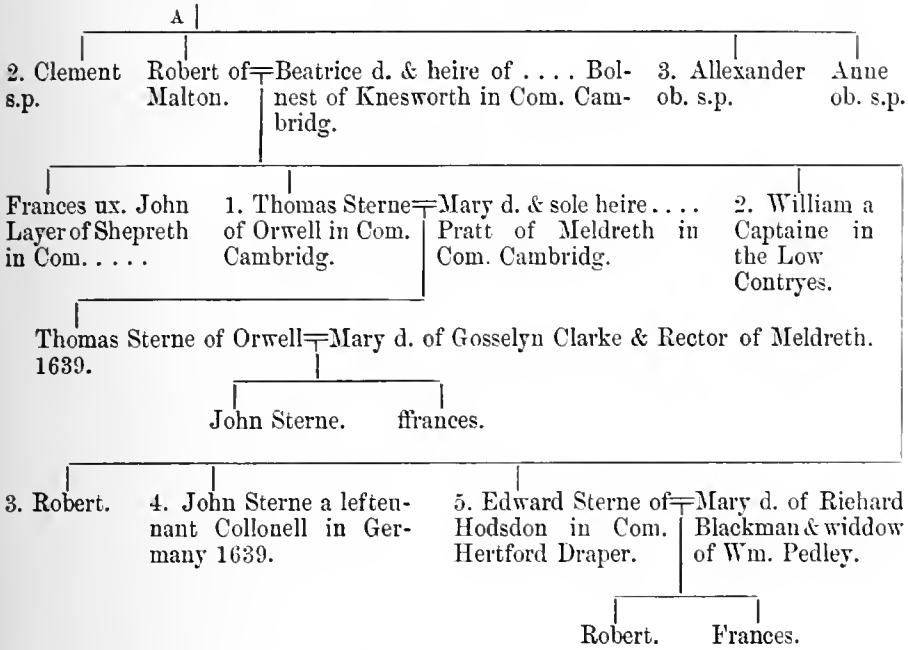 A
2. Clement
s.p.
Robert of
Malton.
Beatrice d. & heire of .... Bol-
nest of Knesworth in Com. Cam-
bridg.
3. Allexander
ob. s.p.
Anne
ob. s.p.
Frances ux. John
Layer of Shepreth
in Com. ....
1. Thomas Sterne
of Orwell in Com.
Cambridg.
Mary d. & sole heire ....
Pratt of Meldreth in
Com. Cambridg.
2. William a
Captaine in
the Low
Contryes.
Thomas Sterne of Orwell
1639.
Mary d. of Gosselyn Clarke & Rector of Meldreth.
John Sterne.
ffrances.
3. Robert.
4. John Sterne a leften-
nant Collonell in Ger-
many 1639.
5. Edward Sterne of
Hodsdon in Com.
Hertford Draper.
Mary d. of Richard
Blackman & widdow
of Wm. Pedley.
Robert.
Frances.